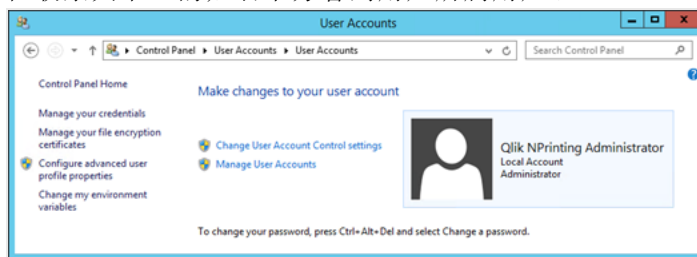 User Accounts
Control Panel ▸ User Accounts ▸ User Accounts
Search Control Panel
Control Panel Home
Manage your credentials
Manage your file encryption
certificates
Configure advanced user
profile properties
Change my environment
variables
Make changes to your user account
Change User Account Control settings
Manage User Accounts
Qlik NPrinting Administrator
Local Account
Administrator
To change your password, press Ctrl+Alt+Del and select Change a password.